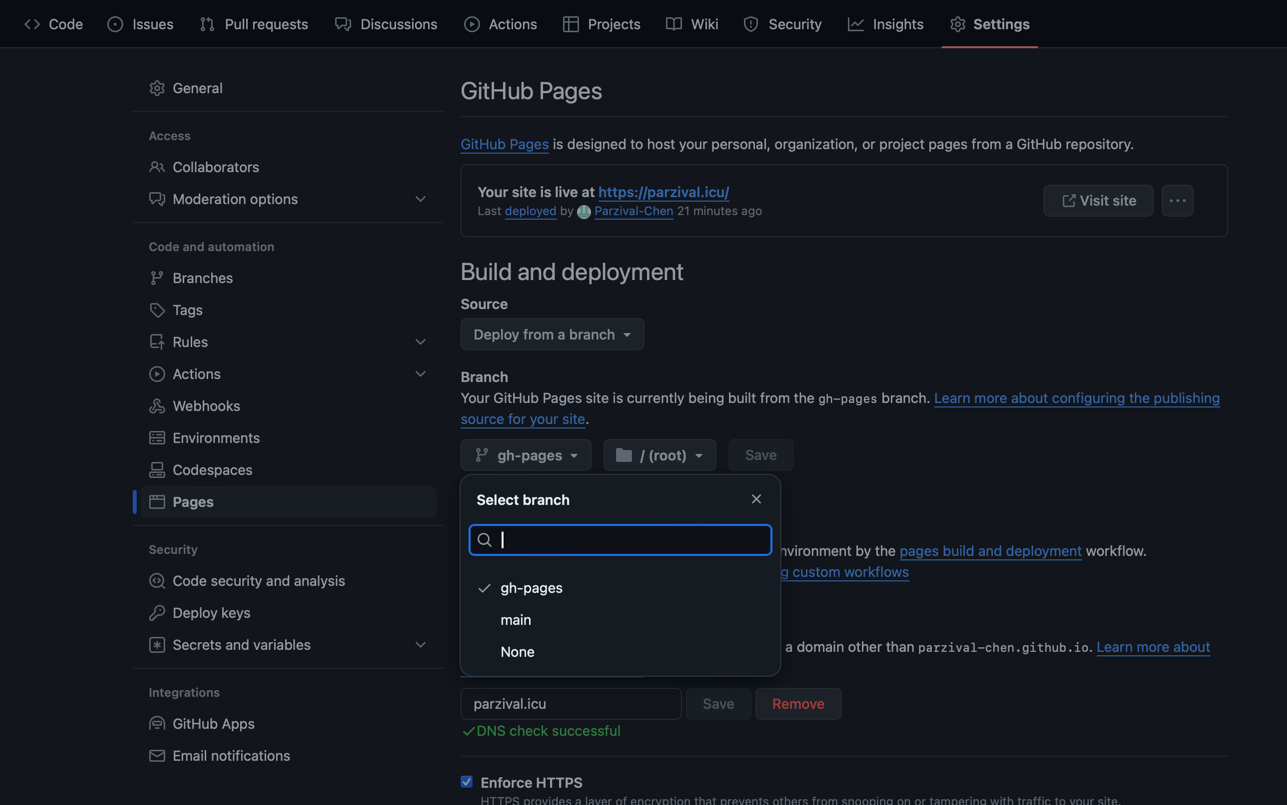 Code Issues Pull requests Discussions Actions Projects Wiki Security Insights Settings
General
Access
Collaborators
Moderation options
Code and automation
Branches
Tags
Rules
Actions
Webhooks
Environments
Codespaces
Pages
Security
Code security and analysis
Deploy keys
Secrets and variables
Integrations
GitHub Apps
Email notifications
GitHub Pages
GitHub Pages is designed to host your personal, organization, or project pages from a GitHub repository.
Your site is live at https://parzival.icu/
Last deployed by Parzival-Chen 21 minutes ago
Visit site
Build and deployment
Source
Deploy from a branch
Branch
Your GitHub Pages site is currently being built from the gh-pages branch. Learn more about configuring the publishing
source for your site.
gh-pages / (root) Save
Select branch
gh-pages
main
None
nvironment by the pages build and deployment workflow.
g custom workflows
a domain other than parzival-chen.github.io. Learn more about
parzival.icu Save Remove
DNS check successful
Enforce HTTPS
HTTPS provides a layer of encryption that prevents others from snooping on or tampering with traffic to your site.